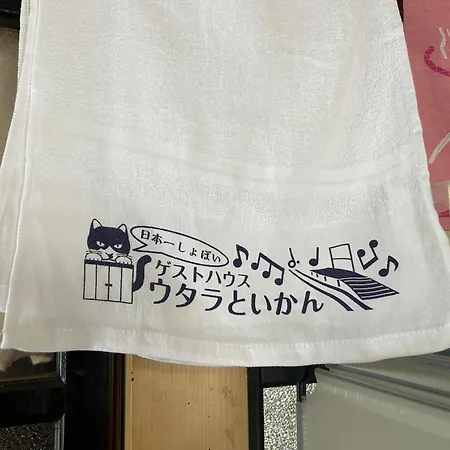 日本一しょぼい
ゲストハウス
ウタラといかん